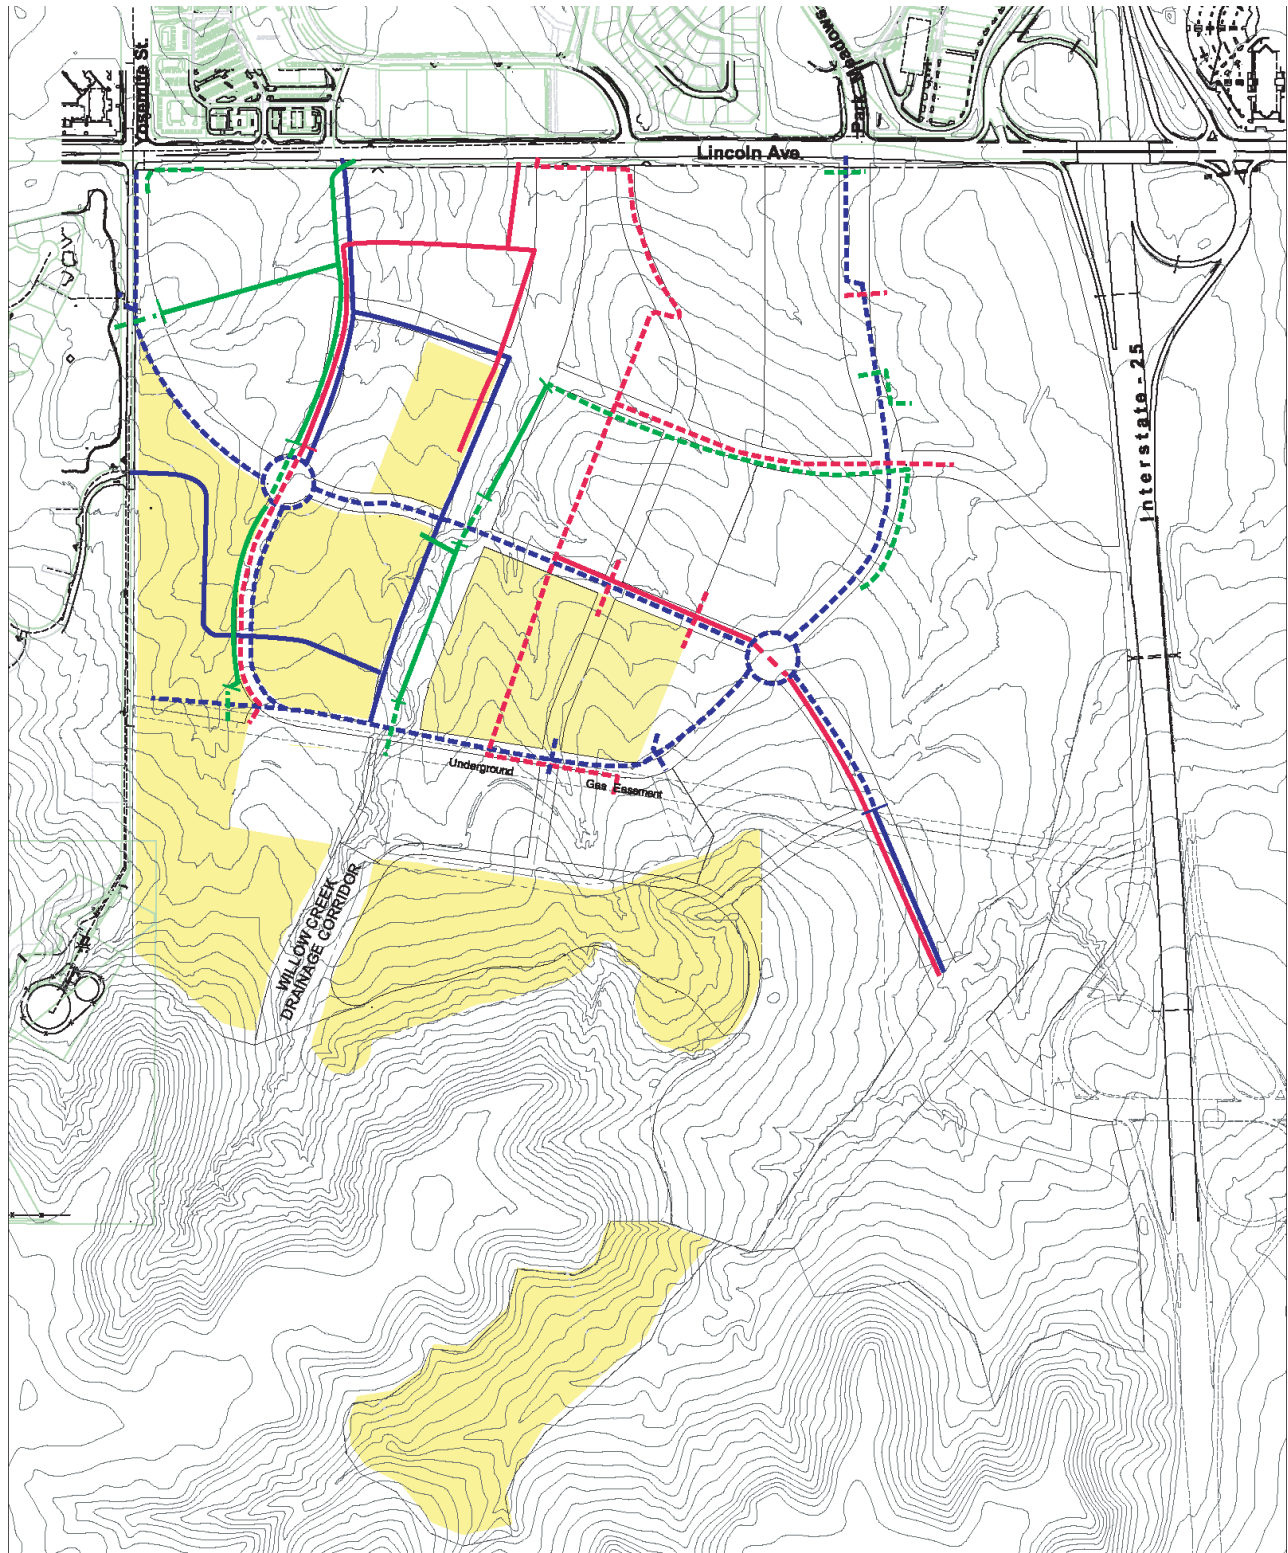 Yosemite St.
Park Meadows
Lincoln Ave.
Interstate - 25
Underground
Gas Easement
WILLOW CREEK
DRAINAGE CORRIDOR